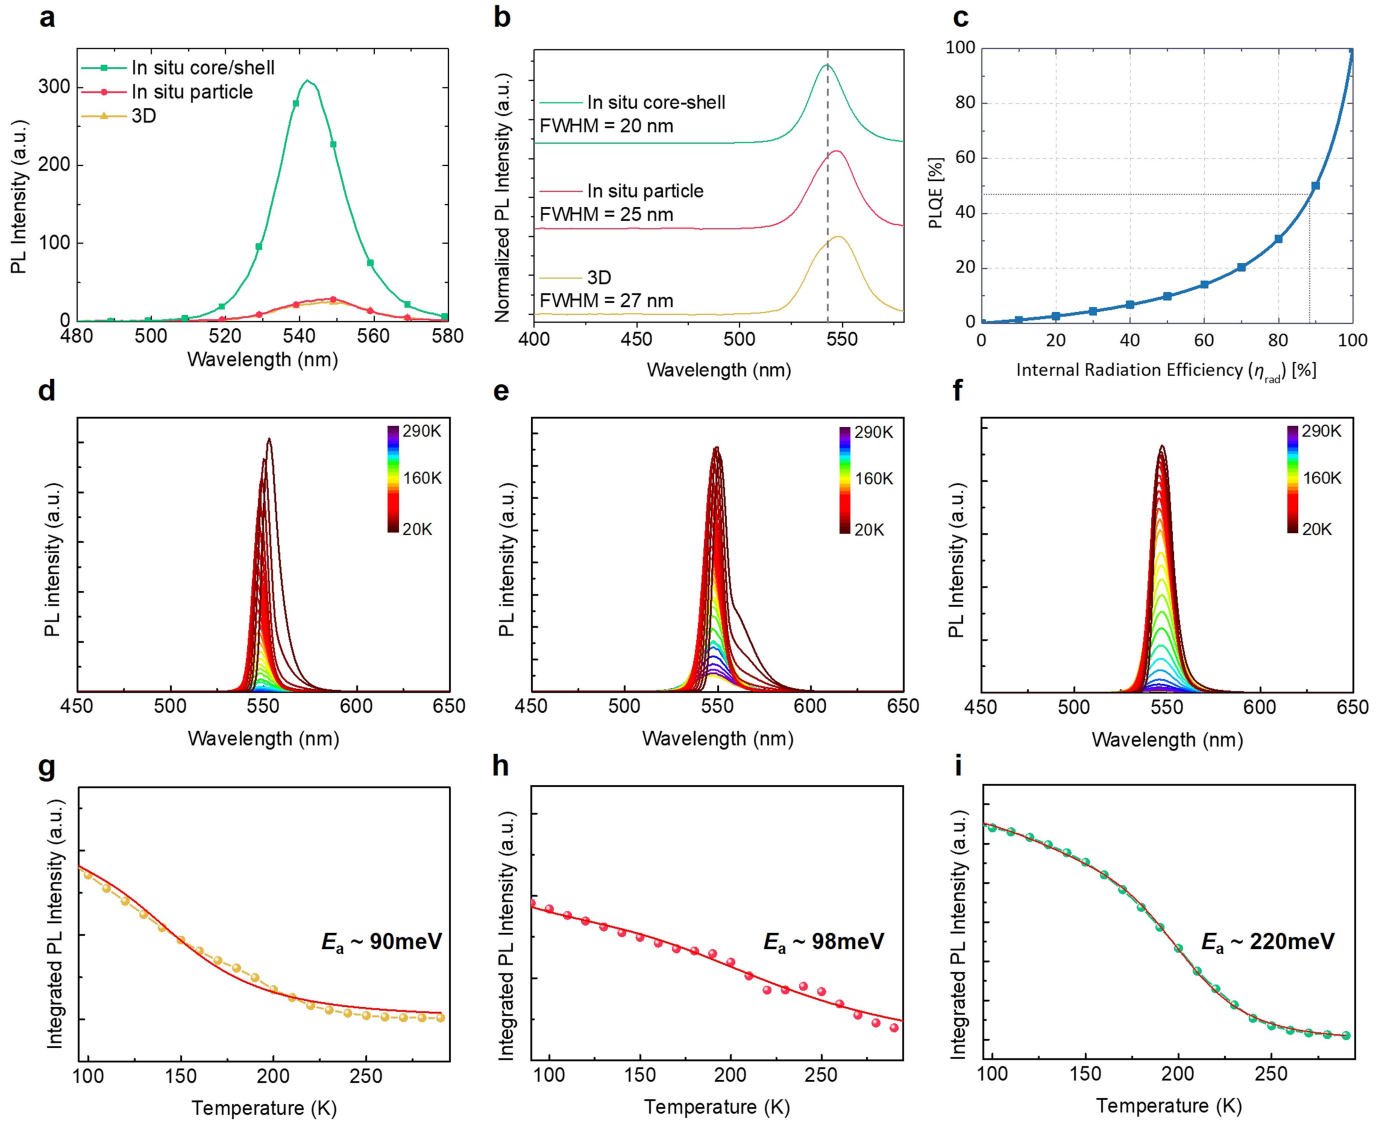 a
PL Intensity (a.u.)
300
200
100
0
In situ core/shell
In situ particle
3D
480
500
520
540
560
580
Wavelength (nm)
b
Normalized PL Intensity (a.u.)
In situ core-shell
FWHM = 20 nm
In situ particle
FWHM = 25 nm
3D
FWHM = 27 nm
400
450
500
550
Wavelength (nm)
c
PLQE [%]
100
80
60
40
20
0
0
20
40
60
80
100
Internal Radiation Efficiency (ηrad) [%]
d
PL intensity (a.u.)
290K
160K
20K
450
500
550
600
650
Wavelength (nm)
e
PL intensity (a.u.)
290K
160K
20K
450
500
550
600
650
Wavelength (nm)
f
PL Intensity (a.u.)
290K
160K
20K
450
500
550
600
650
Wavelength (nm)
g
Integrated PL Intensity (a.u.)
Ea ~ 90meV
100
150
200
250
Temperature (K)
h
Integrated PL Intensity (a.u.)
Ea ~ 98meV
100
150
200
250
Temperature (K)
i
Integrated PL Intensity (a.u.)
Ea ~ 220meV
100
150
200
250
Temperature (K)